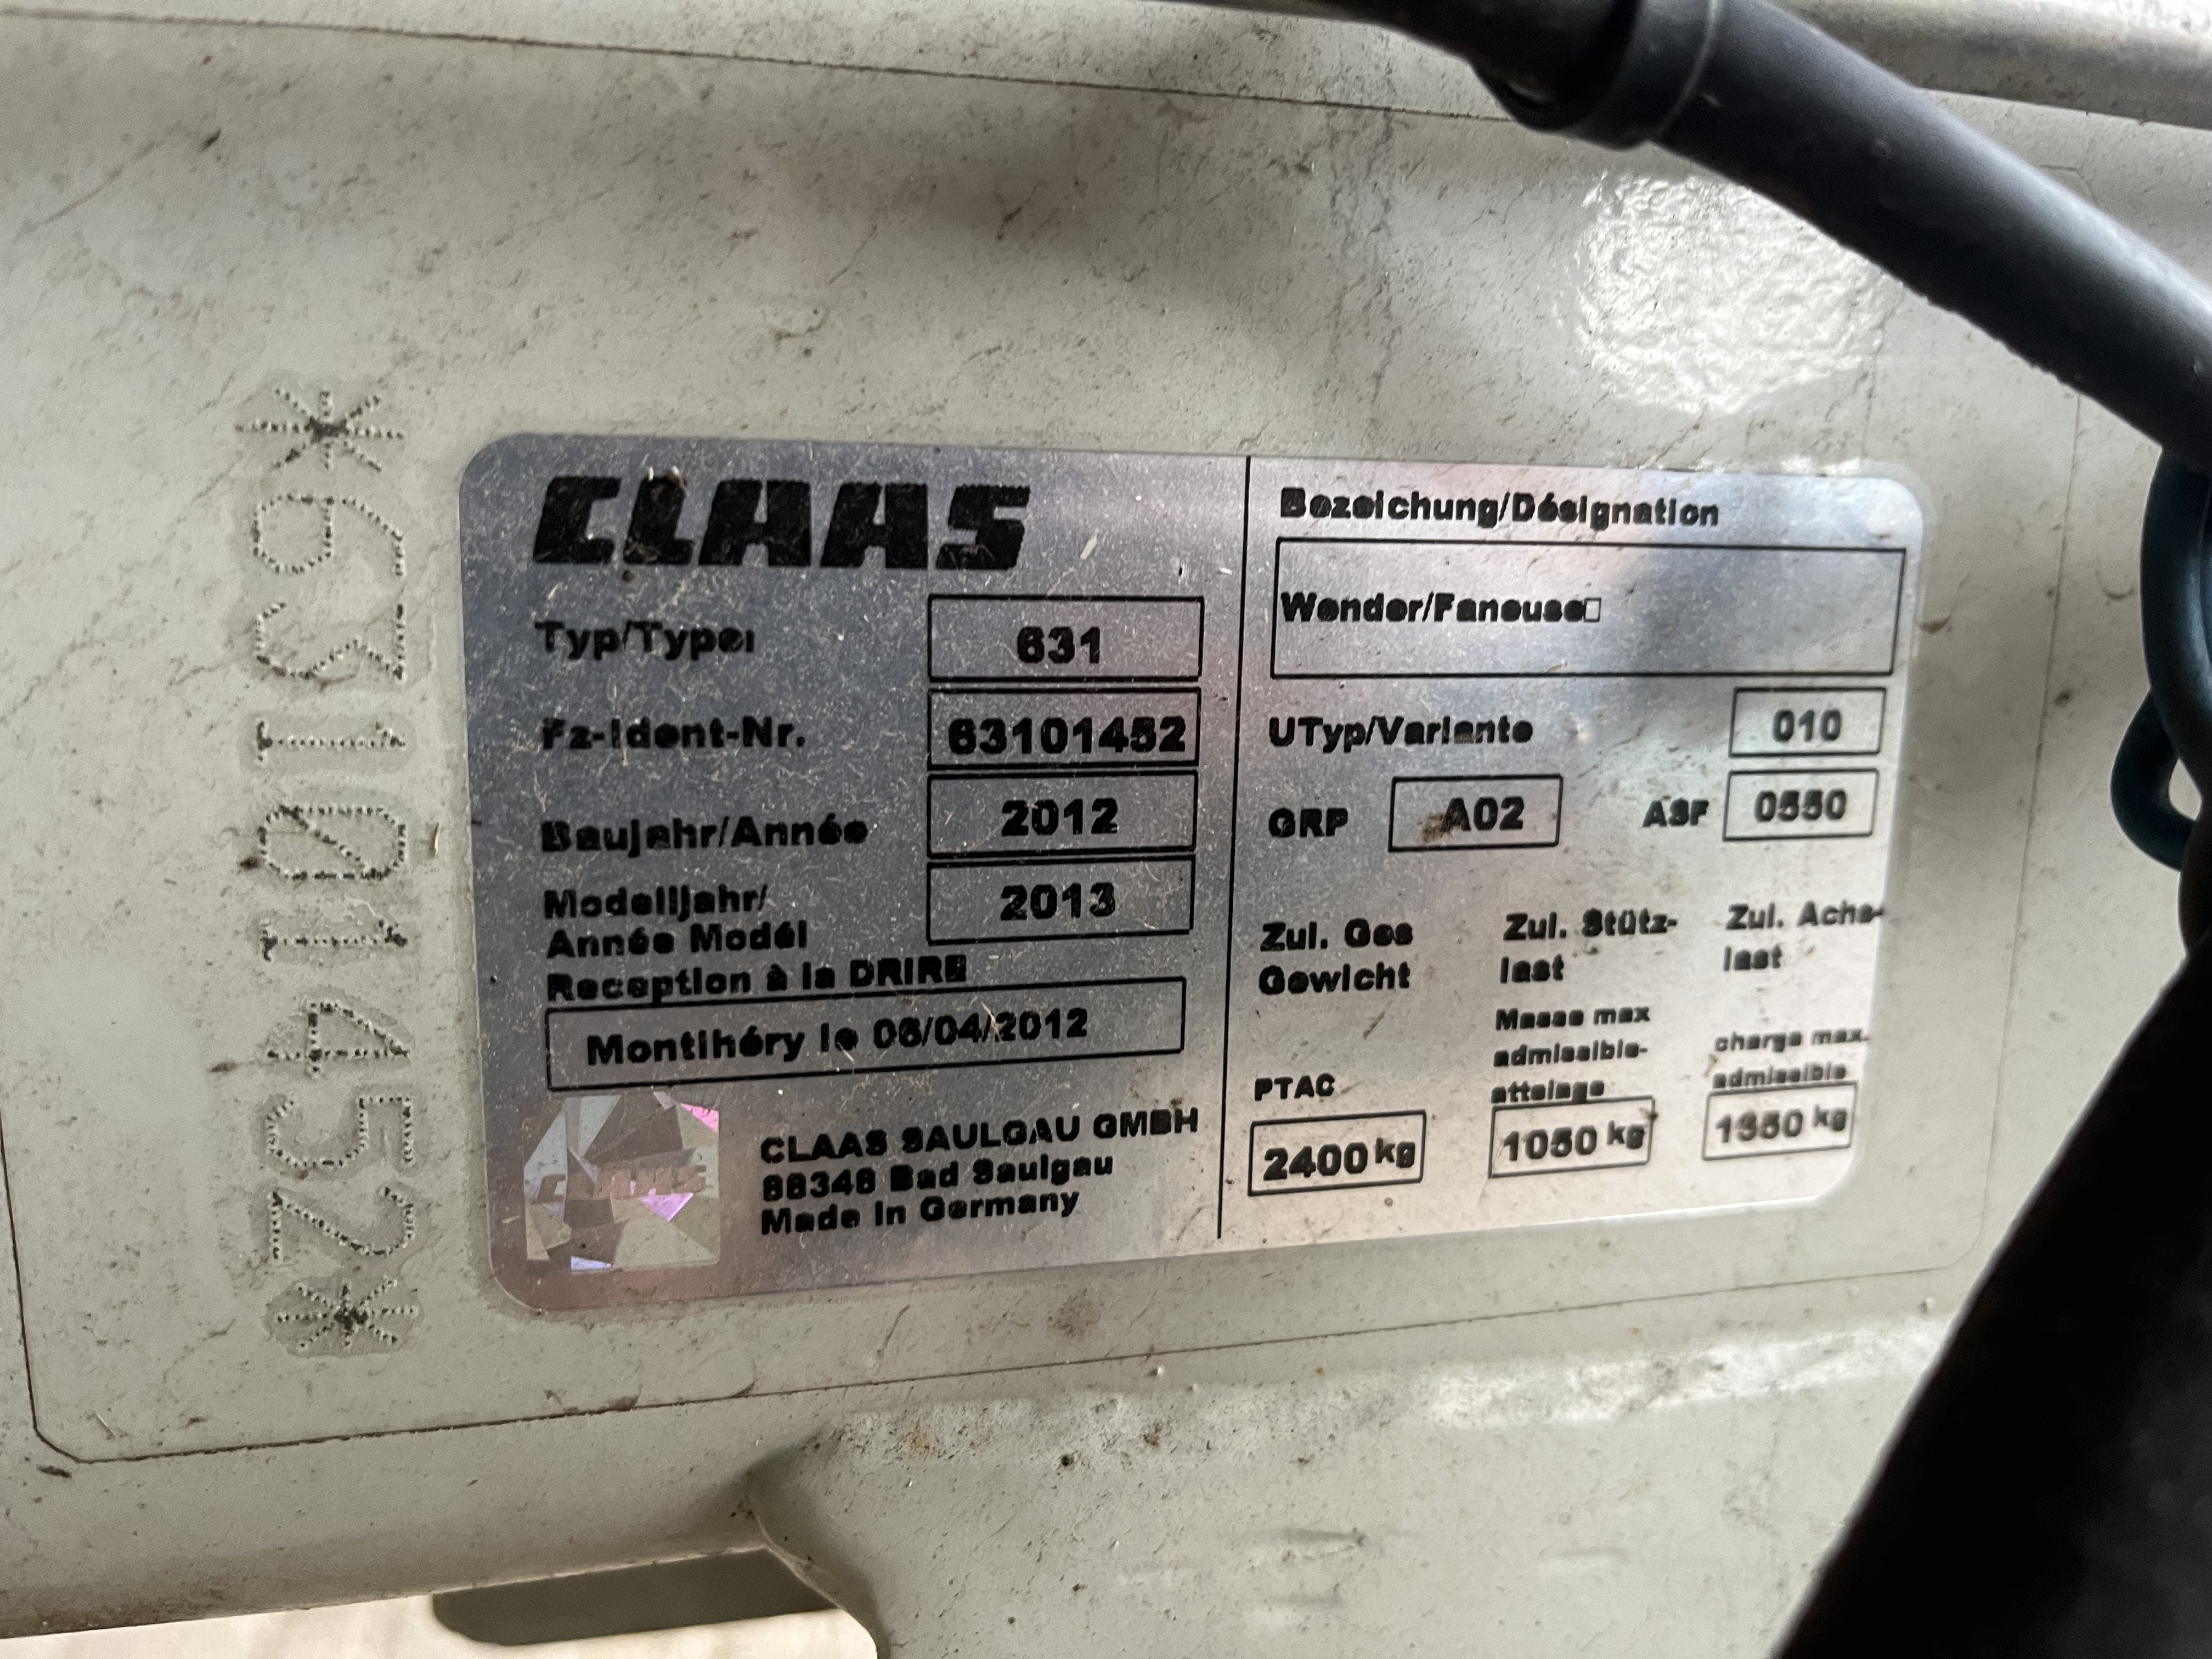 *63101452*
CLAAS
Typ/Type:
631
Fz-Ident-Nr.
63101452
Baujahr/Année
2012
Modelljahr/
Année Modél
2013
Reception à la DRIRE
Montlhéry le 06/04/2012
CLAAS
CLAAS SAULGAU GMBH
88348 Bad Saulgau
Made in Germany
Bezeichung/Désignation
Wender/Faneuse□
UTyp/Variante
010
GRP
A02
ASF
0550
Zul. Ges
Gewicht
PTAC
2400 kg
Zul. Stütz-
last
Masse max
admissible-
attelage
1050 kg
Zul. Achs-
last
charge max.
admissible
1350 kg